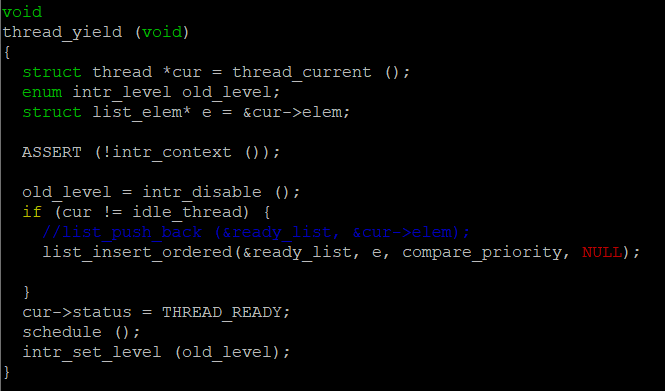 void
thread_yield (void)
{
  struct thread *cur = thread_current ();
  enum intr_level old_level;
  struct list_elem* e = &cur->elem;

  ASSERT (!intr_context ());

  old_level = intr_disable ();
  if (cur != idle_thread) {
    //list_push_back (&ready_list, &cur->elem);
    list_insert_ordered(&ready_list, e, compare_priority, NULL);

  }
  cur->status = THREAD_READY;
  schedule ();
  intr_set_level (old_level);
}